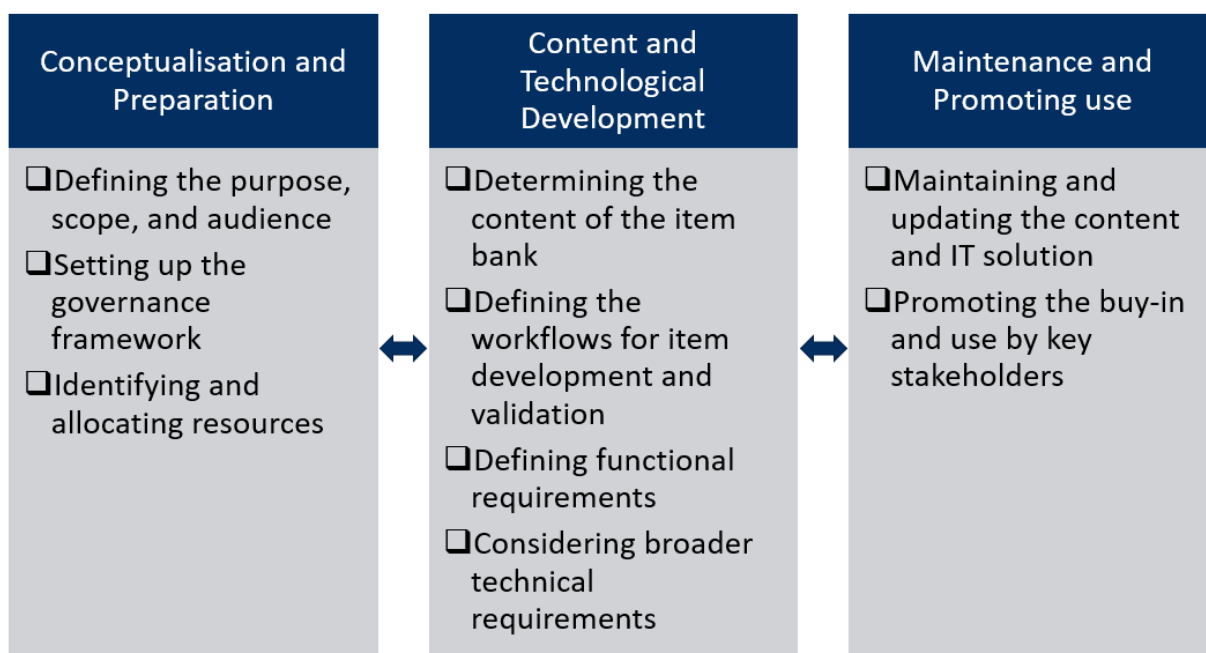 Conceptualisation and
Preparation
❑Defining the purpose,
scope, and audience
❑Setting up the
governance
framework
❑Identifying and
allocating resources
Content and
Technological
Development
❑Determining the
content of the item
bank
❑Defining the
workflows for item
development and
validation
❑Defining functional
requirements
❑Considering broader
technical
requirements
Maintenance and
Promoting use
❑Maintaining and
updating the content
and IT solution
❑Promoting the buy-in
and use by key
stakeholders